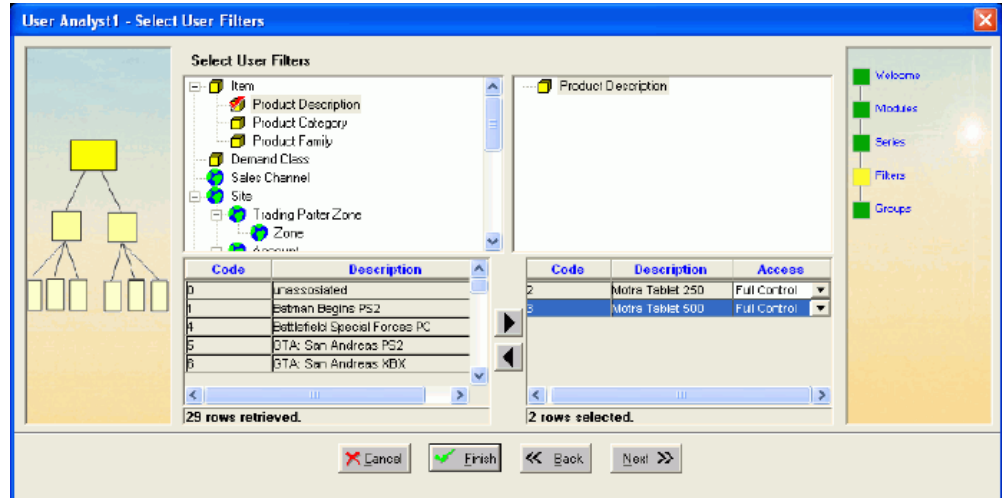 User Analyst1 - Select User Filters
Select User Filters
Item
Product Description
Product Category
Product Family
Demand Class
Sales Channel
Site
Trading Parter Zone
Zone
Account
Product Description
Welcome
Modules
Series
Filters
Groups
Code Description
0 unassosiated
1 Batman Begins PS2
4 Battlefield Special Forces PC
5 GTA: San Andreas PS2
6 GTA: San Andreas XBX
29 rows retrieved.
Code Description Access
2 Motra Tablet 250 Full Control
3 Motra Tablet 500 Full Control
2 rows selected.
Cancel Finish Back Next